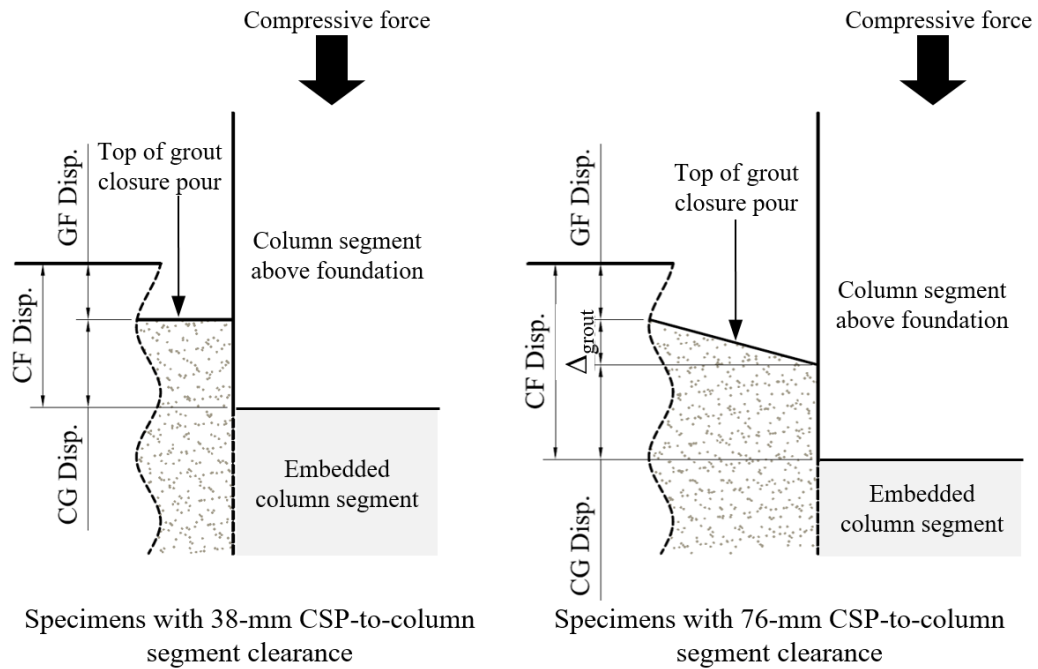 Compressive force
GF Disp.
Top of grout
closure pour
CF Disp.
CG Disp.
Column segment
above foundation
Embedded
column segment
Specimens with 38-mm CSP-to-column
segment clearance
Compressive force
GF Disp.
Top of grout
closure pour
CF Disp.
Δgrout
CG Disp.
Column segment
above foundation
Embedded
column segment
Specimens with 76-mm CSP-to-column
segment clearance